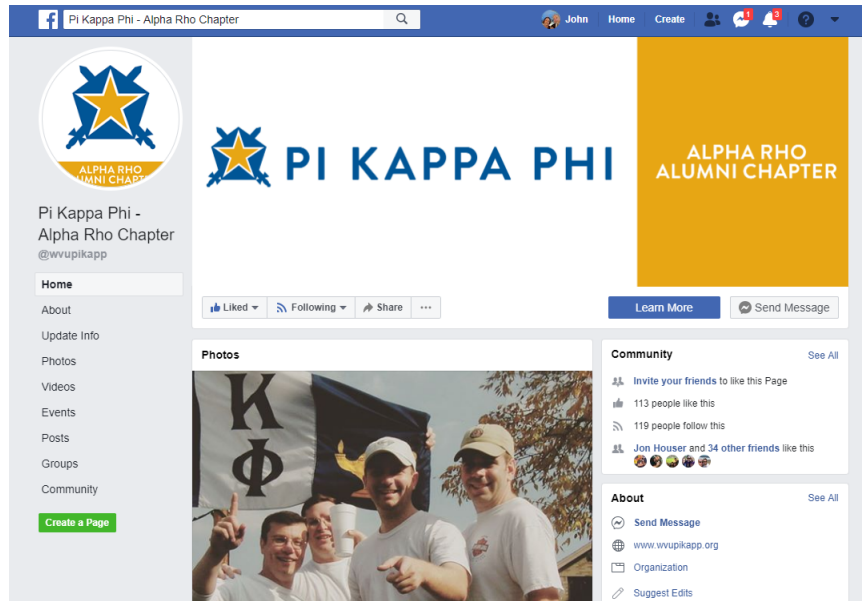 Pi Kappa Phi - Alpha Rho Chapter
John Home Create
1
3
ALPHA RHO
PI KAPPA PHI
ALPHA RHO
ALUMNI CHAPTER
Pi Kappa Phi -
Alpha Rho Chapter
@wvupikapp
Home
About
Update Info
Photos
Videos
Events
Posts
Groups
Community
Create a Page
Liked Following Share
Learn More Send Message
Photos
Κ
Φ
Community See All
Invite your friends to like this Page
113 people like this
119 people follow this
Jon Houser and 34 other friends like this
About See All
Send Message
www.wvupikapp.org
Organization
Suggest Edits